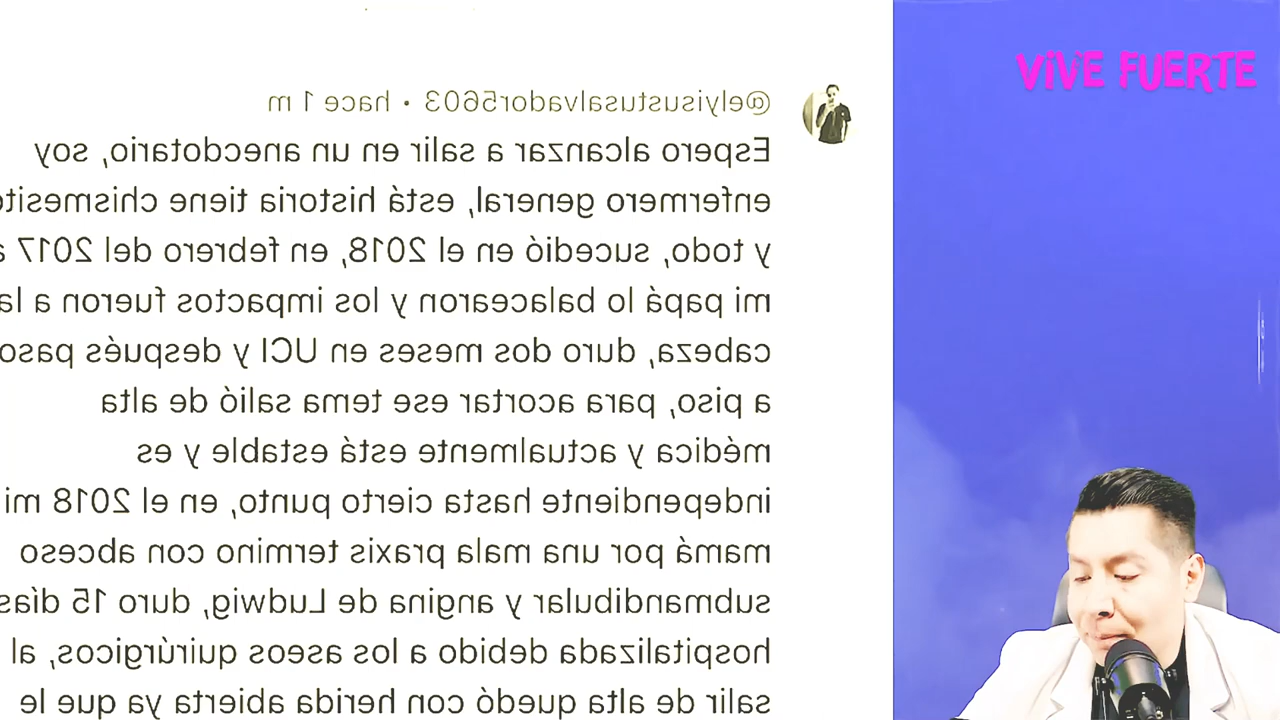 VIVE FUERTE
@elyisustusalvador5603 • hace 1 m
Espero alcanzar a salir en un anecdotario, soy
enfermero general, está historia tiene
y todo, sucedió en el 2018, en febrero del 2017
mi papá lo balacearon y los impactos fueron a la
cabeza, duro dos meses en UCI y después paso
a piso, para acortar ese tema salió de alta
médica y actualmente está estable y es
independiente hasta cierto punto, en el 2018 mi
mamá por una mala praxis termino con abceso
submandibular y angina de Ludwig, duro 15 días
hospitalizada debido a los aseos quirúrgicos, al
salir de alta quedó con herida abierta ya que le